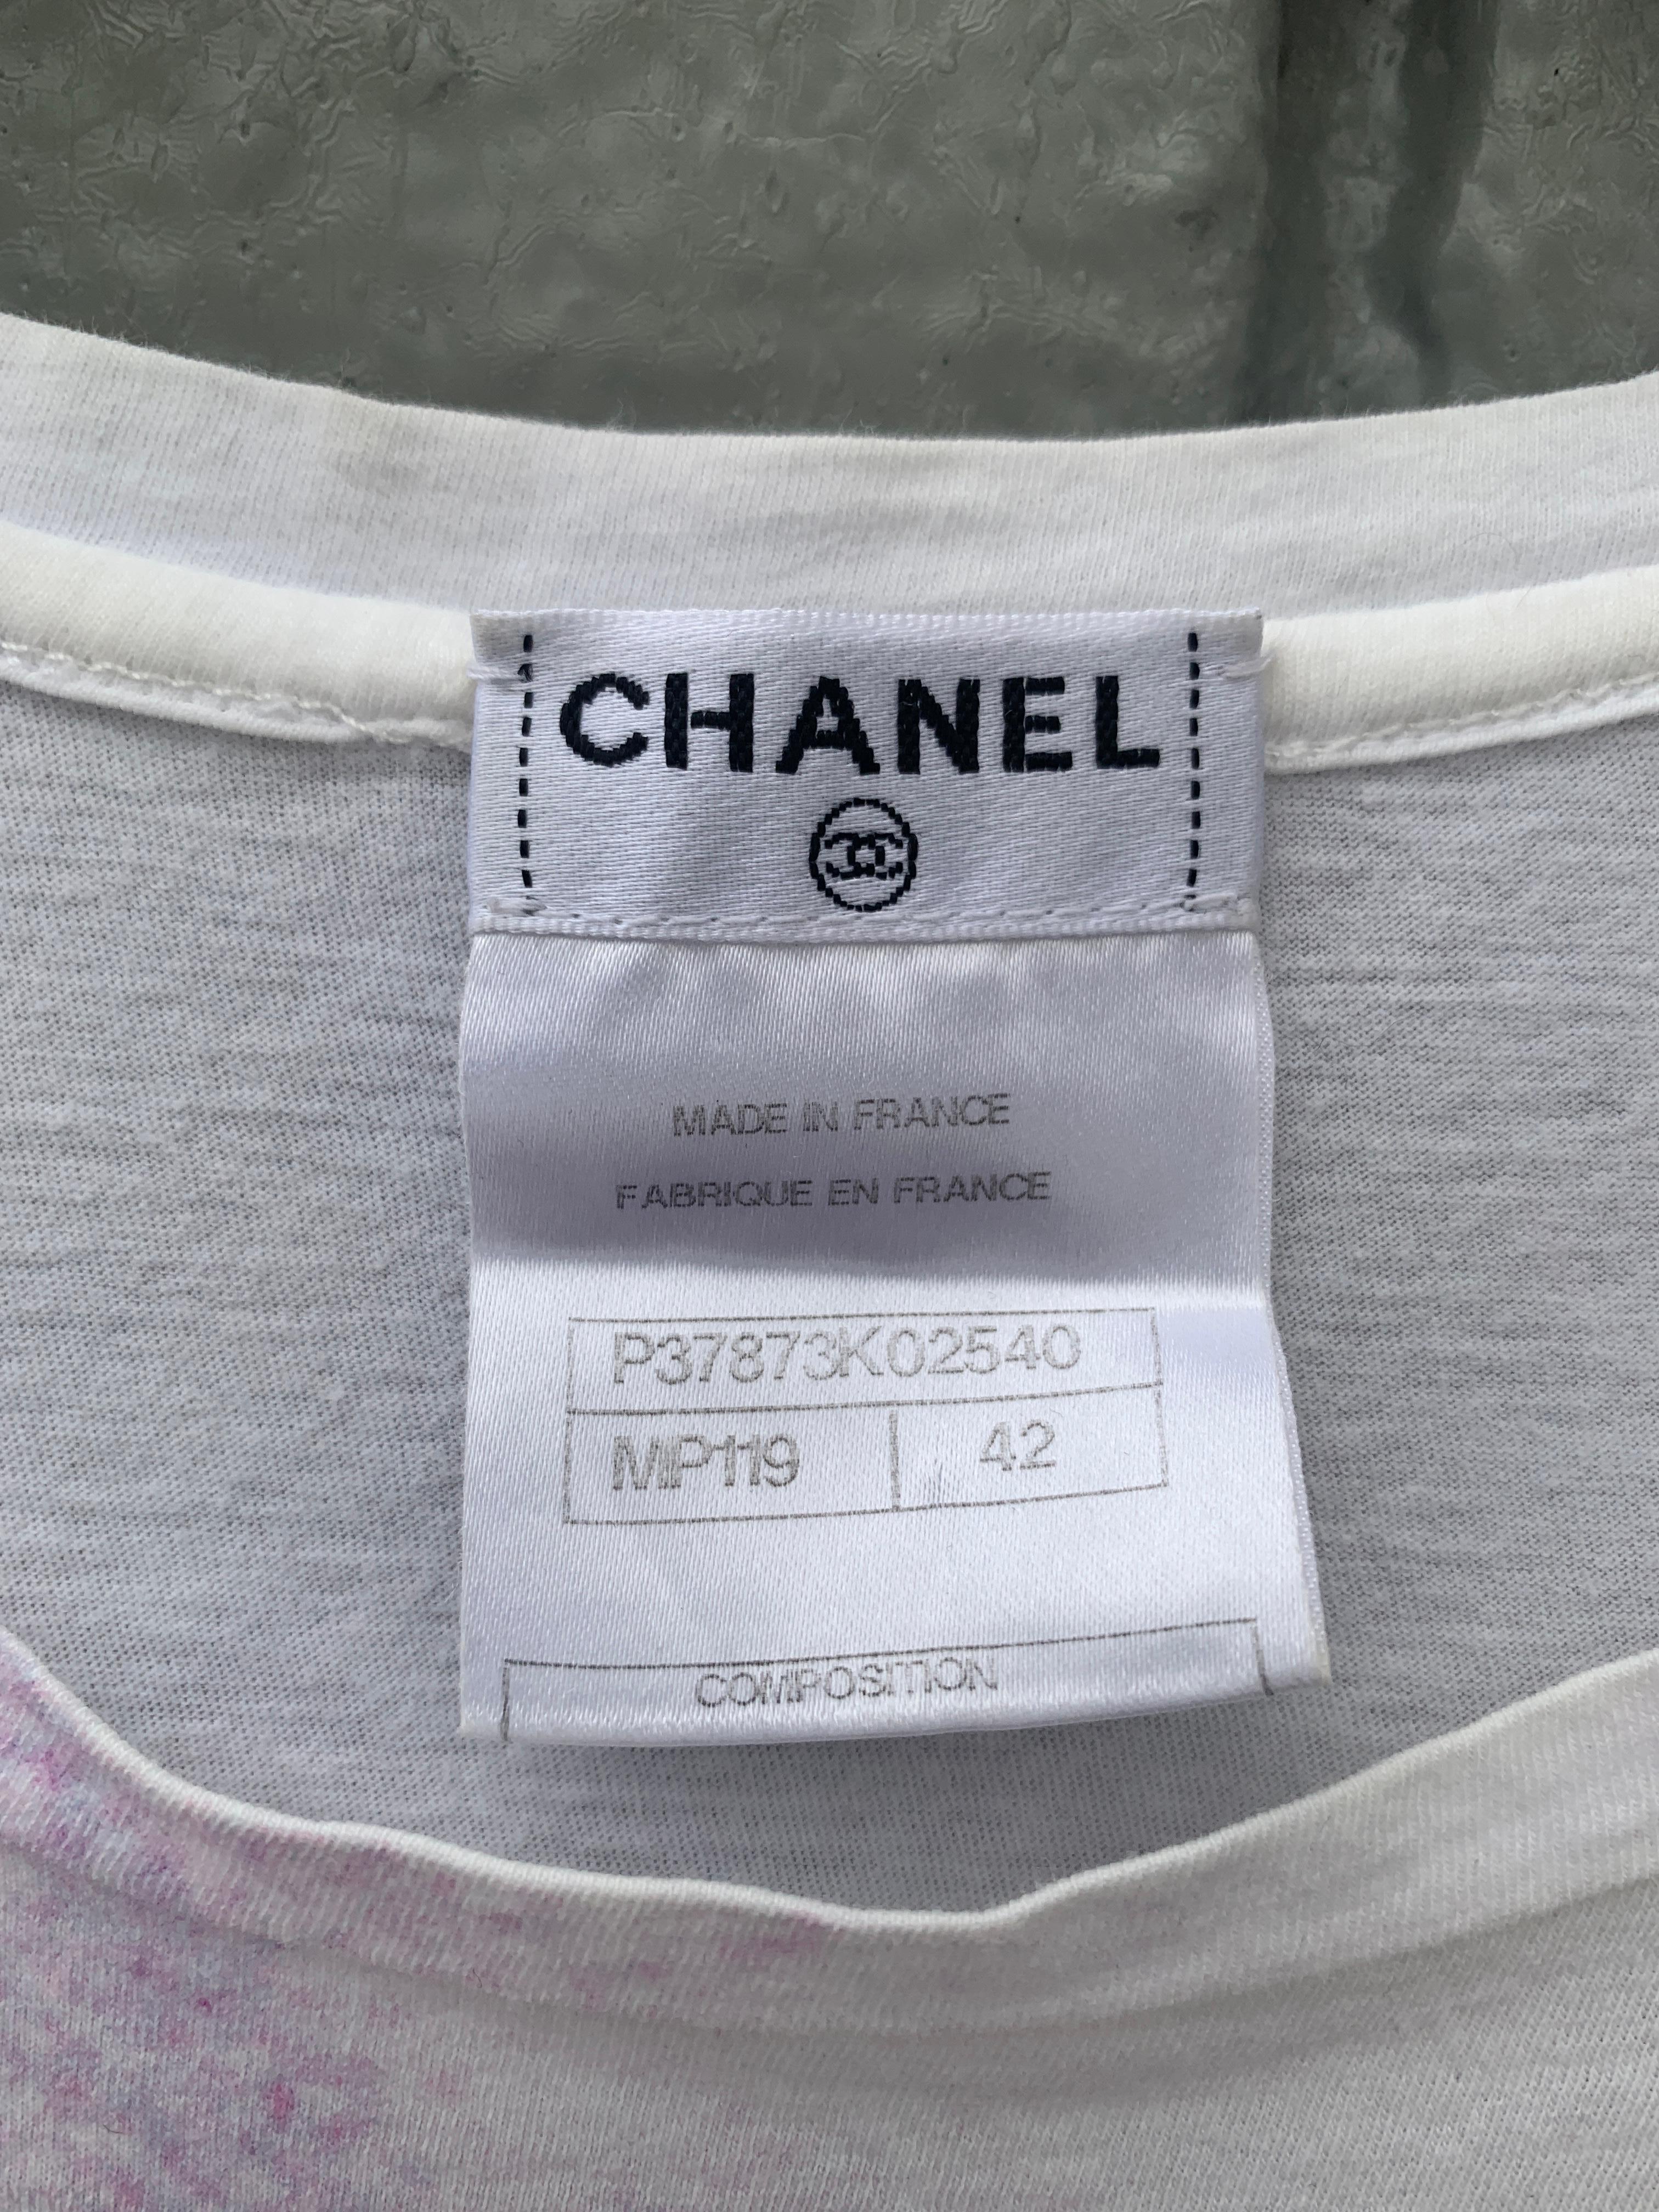 CHANEL
MADE IN FRANCE
FABRIQUE EN FRANCE
P37873K02540
MP119 42
COMPOSITION